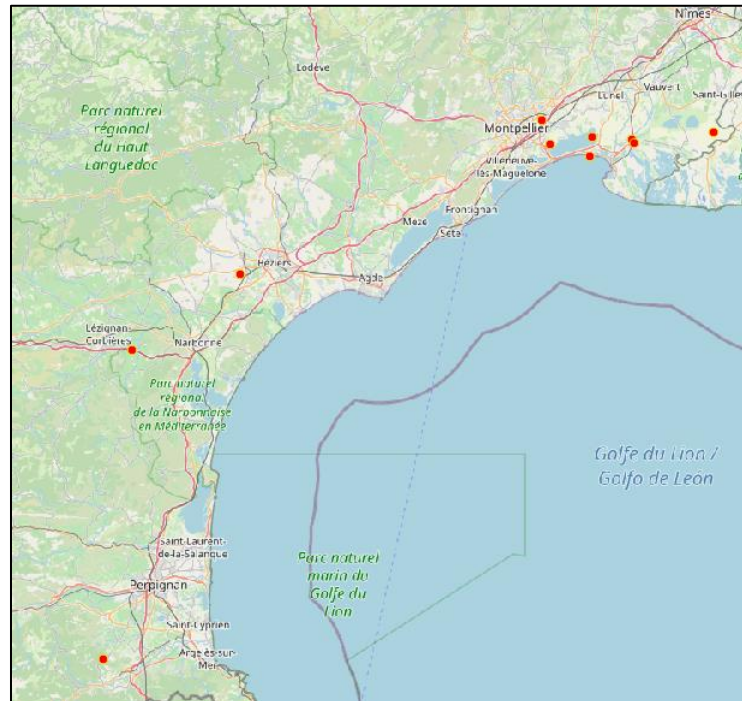 Nîmes
Lodève
Vauvert
Lunel
Saint-Gilles
Parc naturel
régional
du Haut
Languedoc
Montpellier
Villeneuve-
lès-Maguelone
Frontignan
Mèze
Sète
Béziers
Agde
Lézignan-
Corbières
Narbonne
Parc naturel
régional
de la Narbonnaise
en Méditerranée
Golfe du Lion /
Golfo de León
Saint-Laurent-
de-la-Salanque
Parc naturel
marin du
Golfe du
Lion
Perpignan
Saint-Cyprien
Argelès-sur-
Mer